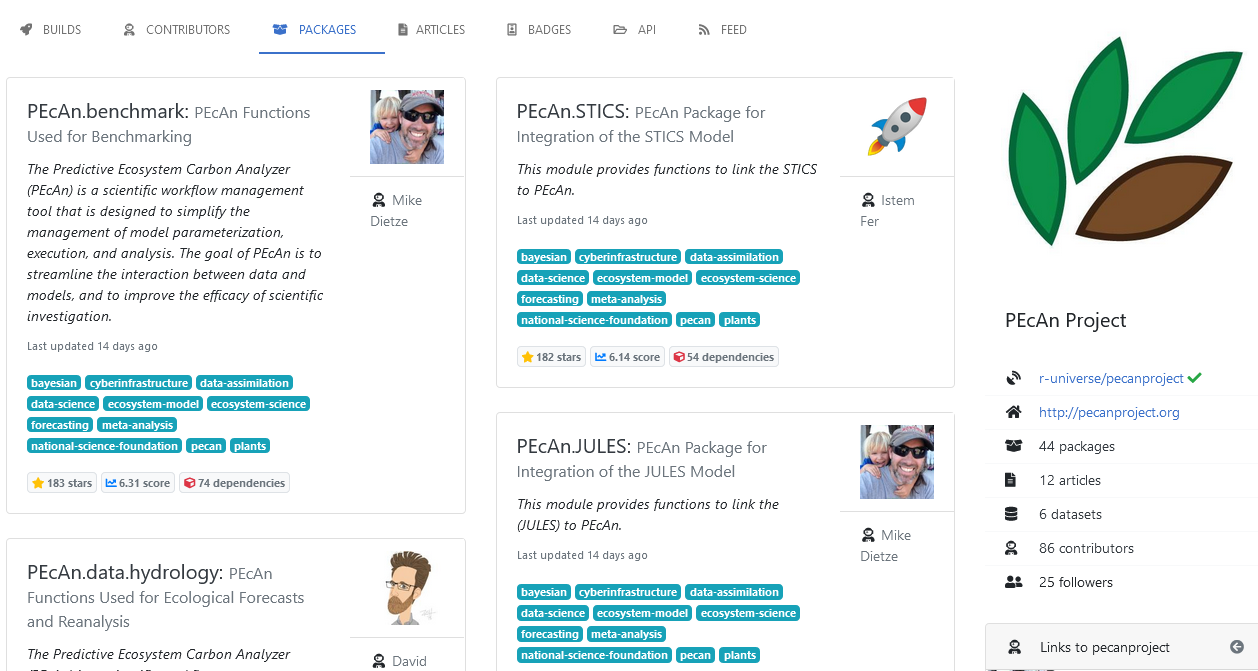 BUILDS CONTRIBUTORS PACKAGES ARTICLES BADGES API FEED
PEcAn.benchmark: PEcAn Functions
Used for Benchmarking
The Predictive Ecosystem Carbon Analyzer
(PEcAn) is a scientific workflow management
tool that is designed to simplify the
management of model parameterization,
execution, and analysis. The goal of PEcAn is to
streamline the interaction between data and
models, and to improve the efficacy of scientific
investigation.
Last updated 14 days ago
bayesian cyberinfrastructure data-assimilation
data-science ecosystem-model ecosystem-science
forecasting meta-analysis
national-science-foundation pecan plants
183 stars 6.31 score 74 dependencies
Mike
Dietze
PEcAn.data.hydrology: PEcAn
Functions Used for Ecological Forecasts
and Reanalysis
The Predictive Ecosystem Carbon Analyzer
David
PEcAn.STICS: PEcAn Package for
Integration of the STICS Model
This module provides functions to link the STICS
to PEcAn.
Last updated 14 days ago
bayesian cyberinfrastructure data-assimilation
data-science ecosystem-model ecosystem-science
forecasting meta-analysis
national-science-foundation pecan plants
182 stars 6.14 score 54 dependencies
Istem
Fer
PEcAn.JULES: PEcAn Package for
Integration of the JULES Model
This module provides functions to link the
(JULES) to PEcAn.
Last updated 14 days ago
bayesian cyberinfrastructure data-assimilation
data-science ecosystem-model ecosystem-science
forecasting meta-analysis
national-science-foundation pecan plants
Mike
Dietze
PEcAn Project
r-universe/pecanproject
http://pecanproject.org
44 packages
12 articles
6 datasets
86 contributors
25 followers
Links to pecanproject